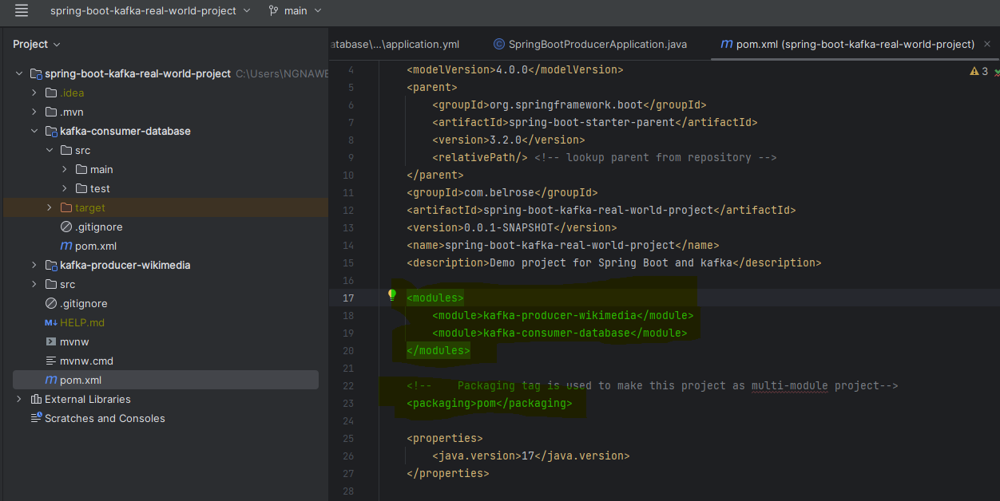 spring-boot-kafka-real-world-project
main
Project
spring-boot-kafka-real-world-project C:\Users\NGNAWE
.idea
.mvn
kafka-consumer-database
src
main
test
target
.gitignore
pom.xml
kafka-producer-wikimedia
src
.gitignore
HELP.md
mvnw
mvnw.cmd
pom.xml
External Libraries
Scratches and Consoles
atabase\...\application.yml
SpringBootProducerApplication.java
pom.xml (spring-boot-kafka-real-world-project)
3
4 <modelVersion>4.0.0</modelVersion>
5 <parent>
6 <groupId>org.springframework.boot</groupId>
7 <artifactId>spring-boot-starter-parent</artifactId>
8 <version>3.2.0</version>
9 <relativePath/> <!-- lookup parent from repository -->
10 </parent>
11 <groupId>com.belrose</groupId>
12 <artifactId>spring-boot-kafka-real-world-project</artifactId>
13 <version>0.0.1-SNAPSHOT</version>
14 <name>spring-boot-kafka-real-world-project</name>
15 <description>Demo project for Spring Boot and kafka</description>
16
17 <modules>
18 <module>kafka-producer-wikimedia</module>
19 <module>kafka-consumer-database</module>
20 </modules>
21
22 <!-- Packaging tag is used to make this project as multi-module project-->
23 <packaging>pom</packaging>
24
25 <properties>
26 <java.version>17</java.version>
27 </properties>
28